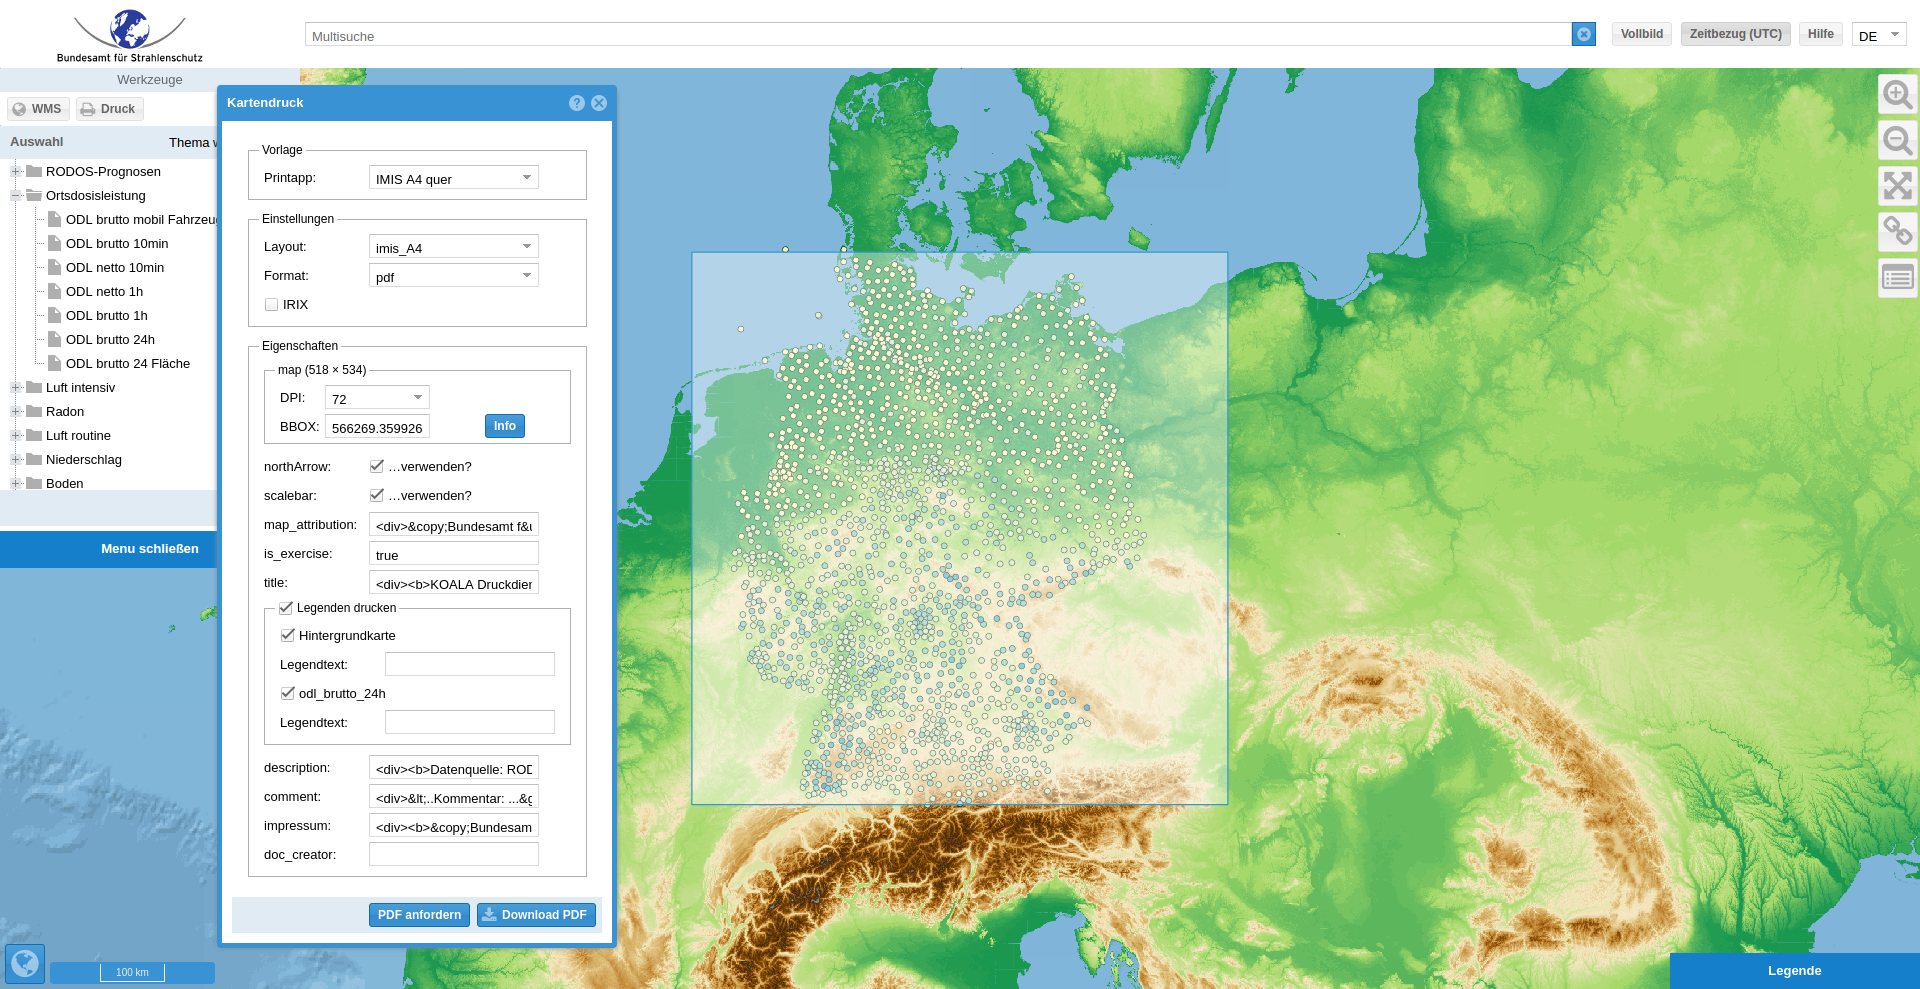 Bundesamt für Strahlenschutz
Multisuche
Vollbild
Zeitbezug (UTC)
Hilfe
DE
Werkzeuge
WMS
Druck
Auswahl
Thema
RODOS-Prognosen
Ortsdosisleistung
ODL brutto mobil Fahrzeug
ODL brutto 10min
ODL netto 10min
ODL netto 1h
ODL brutto 1h
ODL brutto 24h
ODL brutto 24 Fläche
Luft intensiv
Radon
Luft routine
Niederschlag
Boden
Menu schließen
Kartendruck
Vorlage
Printapp: IMIS A4 quer
Einstellungen
Layout: imis_A4
Format: pdf
IRIX
Eigenschaften
map (518 × 534)
DPI: 72
BBOX: 566269.359926
Info
northArrow: ...verwenden?
scalebar: ...verwenden?
map_attribution: <div>&copy;Bundesamt f&u
is_exercise: true
title: <div><b>KOALA Druckdien
Legenden drucken
Hintergrundkarte
Legendtext:
odl_brutto_24h
Legendtext:
description: <div><b>Datenquelle: ROD
comment: <div>&lt;..Kommentar: ...&g
impressum: <div><b>&copy;Bundesam
doc_creator:
PDF anfordern
Download PDF
100 km
Legende